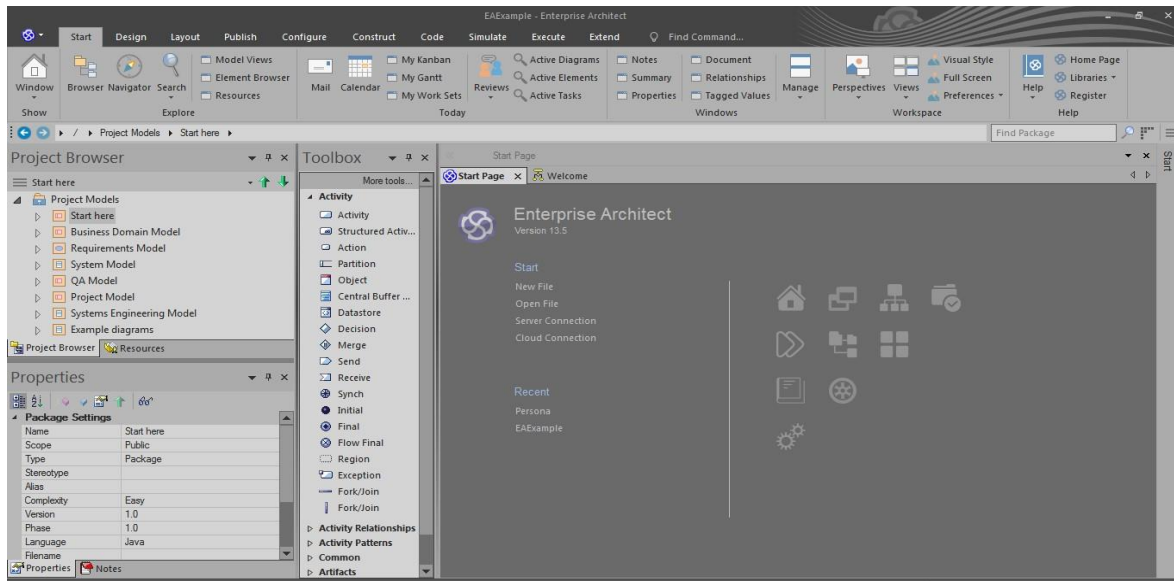 EAExample - Enterprise Architect
Start Design Layout Publish Configure Construct Code Simulate Execute Extend Find Command...
Window
Show
Browser Navigator Search
Model Views
Element Browser
Resources
Explore
Mail Calendar
My Kanban
My Gantt
My Work Sets
Reviews
Active Diagrams
Active Elements
Active Tasks
Today
Notes
Summary
Properties
Document
Relationships
Tagged Values
Manage
Windows
Perspectives Views
Visual Style
Full Screen
Preferences
Workspace
Help
Home Page
Libraries
Register
Help
/ Project Models Start here
Find Package
Project Browser
Start here
Project Models
Start here
Business Domain Model
Requirements Model
System Model
QA Model
Project Model
Systems Engineering Model
Example diagrams
Project Browser Resources
Properties
Package Settings
Name Start here
Scope Public
Type Package
Stereotype
Alias
Complexity Easy
Version 1.0
Phase 1.0
Language Java
Filename
Properties Notes
Toolbox
More tools...
Activity
Activity
Structured Activ...
Action
Partition
Object
Central Buffer ...
Datastore
Decision
Merge
Send
Receive
Synch
Initial
Final
Flow Final
Region
Exception
Fork/Join
Fork/Join
Activity Relationships
Activity Patterns
Common
Artifacts
Start Page
Start Page Welcome
Enterprise Architect
Version 13.5
Start
New File
Open File
Server Connection
Cloud Connection
Recent
Persona
EAExample
Start